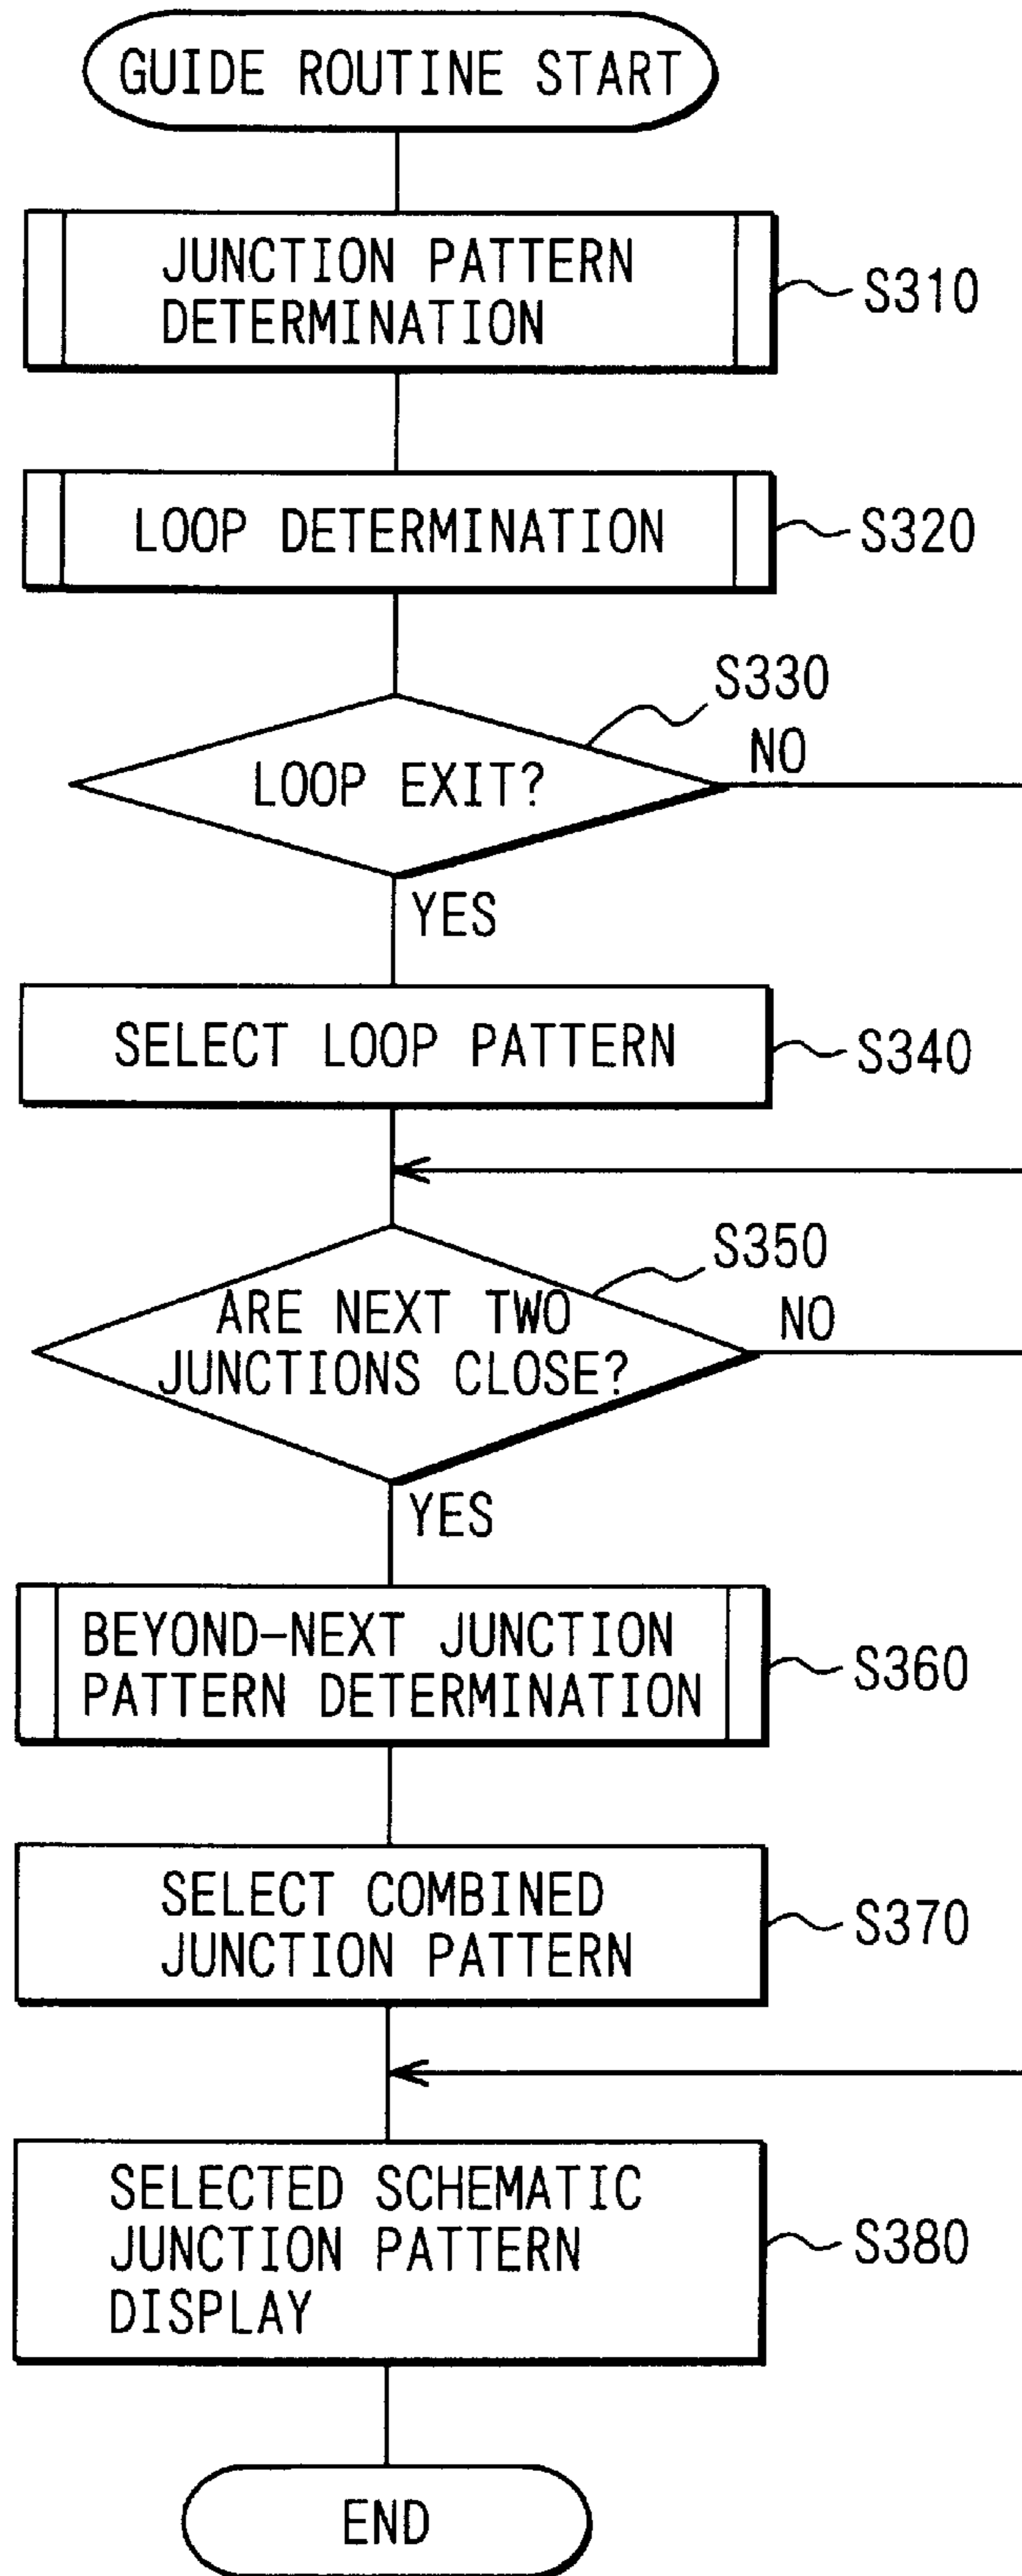 GUIDE ROUTINE START
JUNCTION PATTERN
DETERMINATION
S310
LOOP DETERMINATION
S320
S330
LOOP EXIT?
NO
YES
SELECT LOOP PATTERN
S340
S350
ARE NEXT TWO
JUNCTIONS CLOSE?
NO
YES
BEYOND-NEXT JUNCTION
PATTERN DETERMINATION
S360
SELECT COMBINED
JUNCTION PATTERN
S370
SELECTED SCHEMATIC
JUNCTION PATTERN
DISPLAY
S380
END